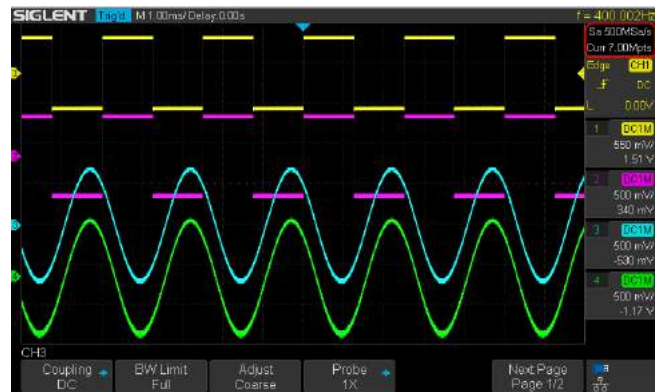 SIGLENT Trig'd M 1.00ms/ Delay:0.00s f = 400.002Hz
Sa 500MSa/s
Curr 7.00Mpts
Edge CH1
DC
L 0.00V
1 DC1M
550 mV/
1.51 V
2 DC1M
500 mV/
340 mV
3 DC1M
500 mV/
-530 mV
4 DC1M
500 mV/
-1.17 V
CH3
Coupling BW Limit Adjust Probe Next Page
DC Full Coarse 1X Page 1/2